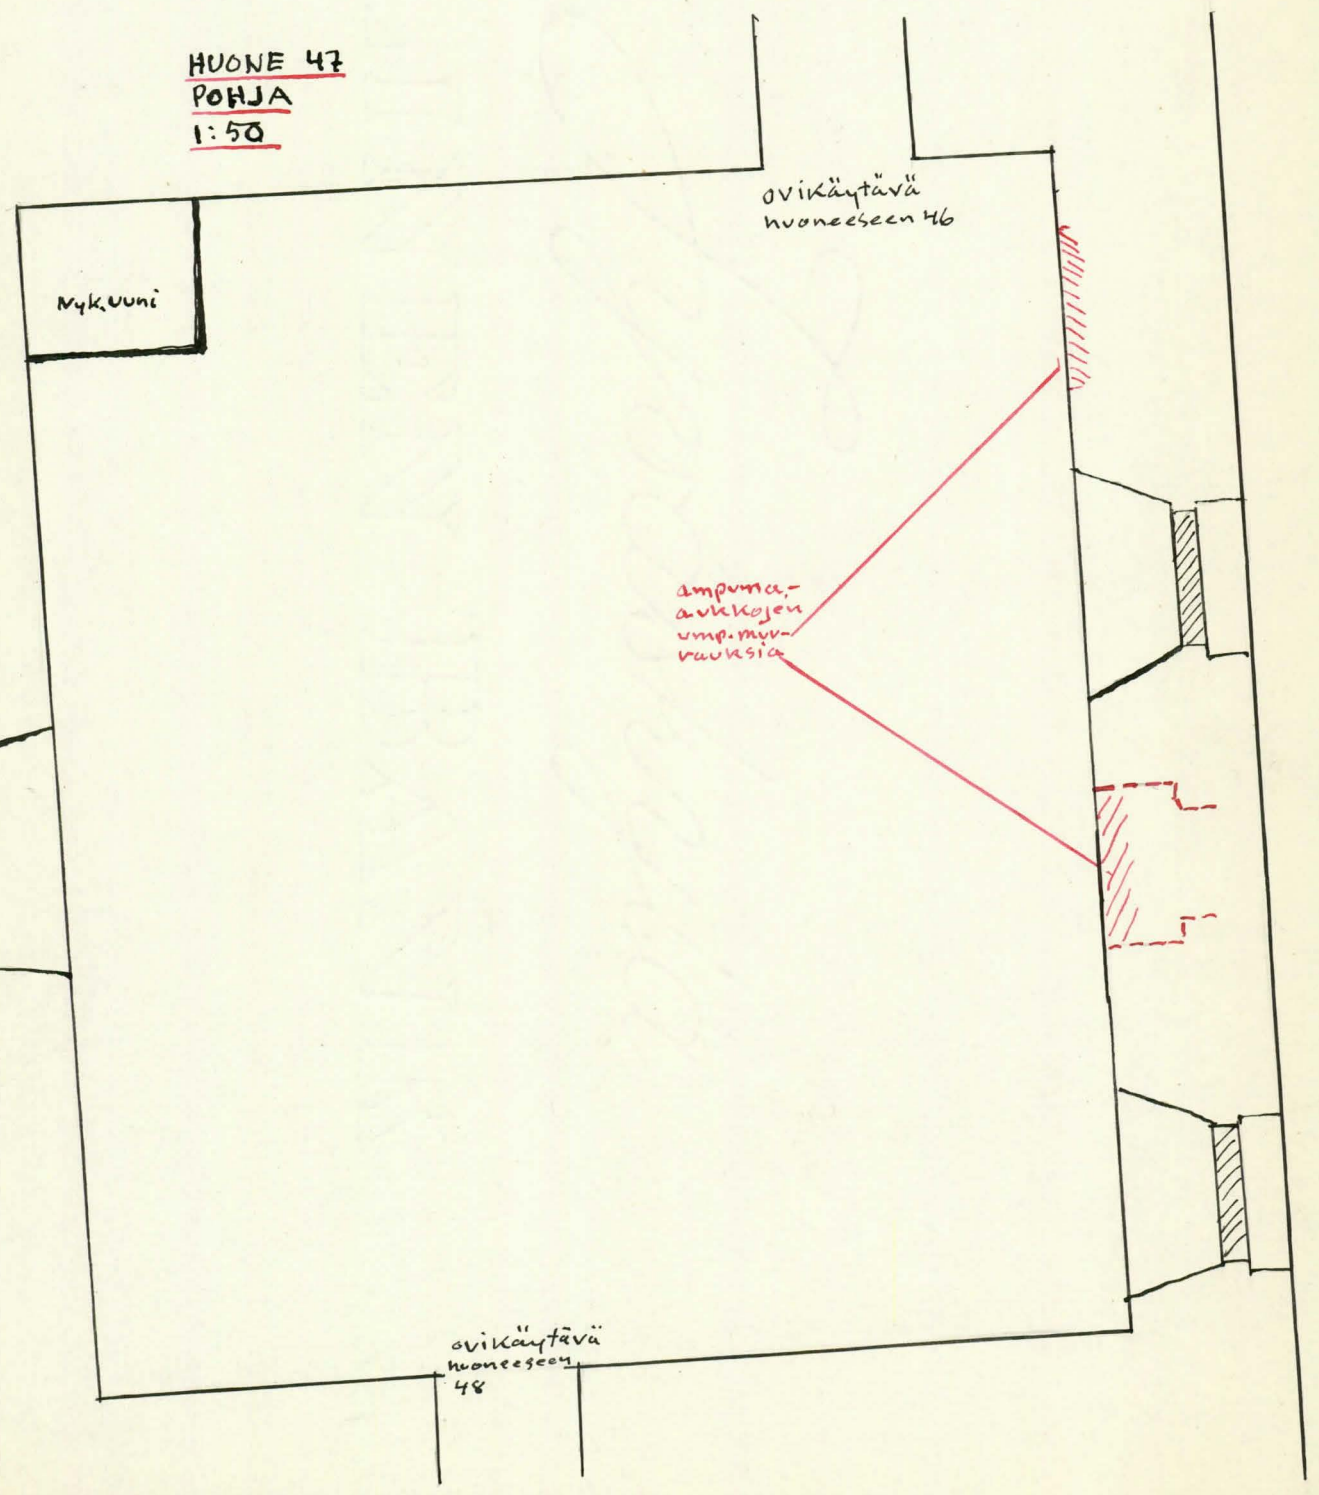 HUONE 47
POHJA
1:50
ovikäytävä
huoneeseen 46
Nyk.uuni
ampuma-
aukkojen
ump.muu-
rauksia
ovikäytävä
huoneeseen
48